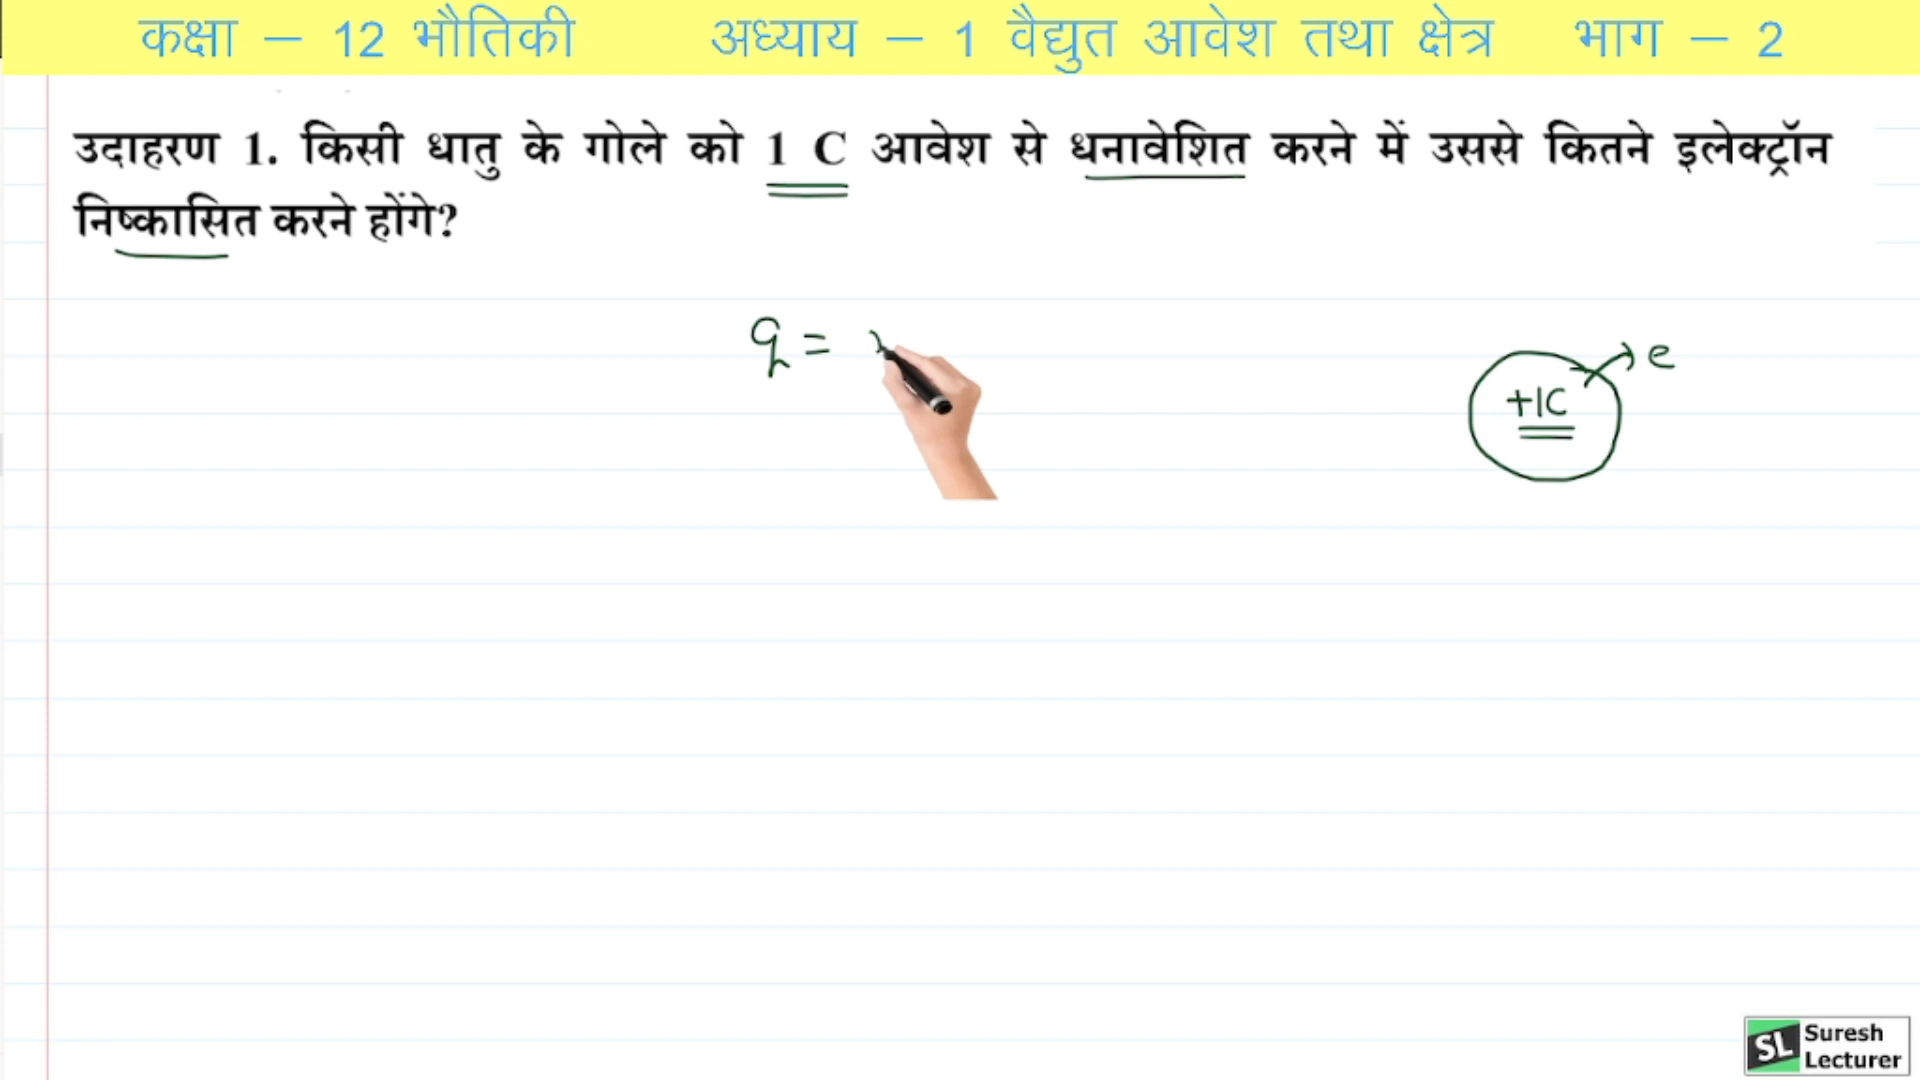 कक्षा – 12 भौतिकी अध्याय – 1 वैद्युत आवेश तथा क्षेत्र भाग – 2
उदाहरण 1. किसी धातु के गोले को 1 C आवेश से धनावेशित करने में उससे कितने इलेक्ट्रॉन
निष्कासित करने होंगे?
q =
e
+1C
SL Suresh
Lecturer